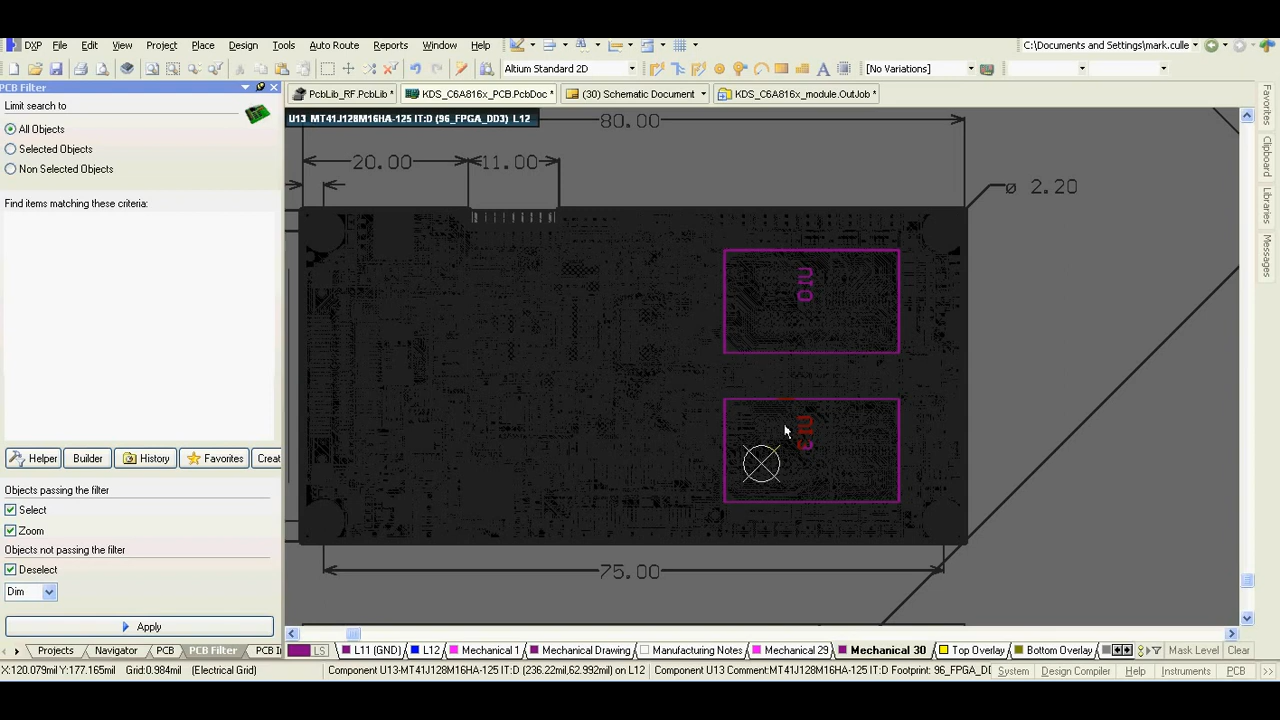 DXP File Edit View Project Place Design Tools Auto Route Reports Window Help C:\Documents and Settings\mark.culle
Altium Standard 2D [No Variations]
PCB Filter
PcbLib_RF.PcbLib * KDS_C6A816x_PCB.PcbDoc * (30) Schematic Document KDS_C6A816x_module.OutJob *
Limit search to
All Objects
Selected Objects
Non Selected Objects
Find items matching these criteria:
Helper Builder History Favorites Creat
Objects passing the filter
Select
Zoom
Objects not passing the filter
Deselect
Dim
Apply
Projects Navigator PCB PCB Filter PCB I
U13 MT41J128M16HA-125 IT:D (96_FPGA_DD3) L12
80.00
20.00 11.00
ø 2.20
U10
U13
75.00
LS L11 (GND) L12 Mechanical 1 Mechanical Drawing Manufacturing Notes Mechanical 29 Mechanical 30 Top Overlay Bottom Overlay Mask Level Clear
X:120.079mil Y:177.165mil Grid:0.984mil (Electrical Grid) Component U13-MT41J128M16HA-125 IT:D (236.22mil,62.992mil) on L12 Component U13 Comment:MT41J128M16HA-125 IT:D Footprint: 96_FPGA_DD System Design Compiler Help Instruments PCB >>
Favorites
Clipboard
Libraries
Messages